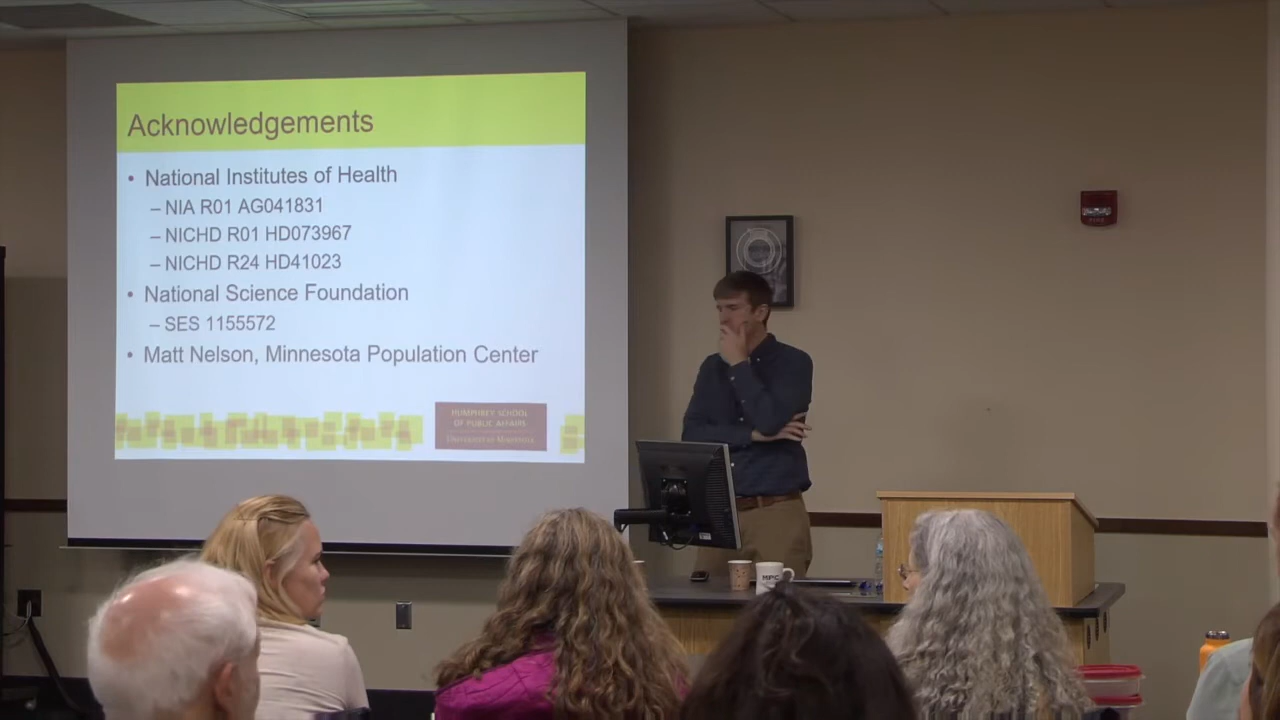 Acknowledgements
• National Institutes of Health
– NIA R01 AG041831
– NICHD R01 HD073967
– NICHD R24 HD41023
• National Science Foundation
– SES 1155572
• Matt Nelson, Minnesota Population Center
HUMPHREY SCHOOL
OF PUBLIC AFFAIRS
UNIVERSITY OF MINNESOTA
MPC